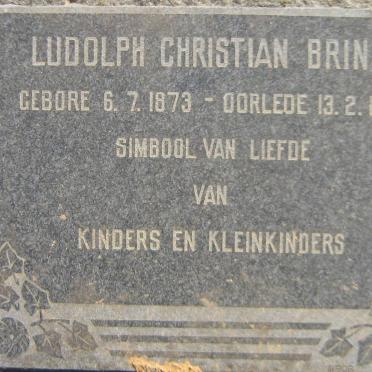 LUDOLPH CHRISTIAN BRIN
GEBORE 6.7.1873 - OORLEDE 13.2.
SIMBOOL VAN LIEFDE
VAN
KINDERS EN KLEINKINDERS